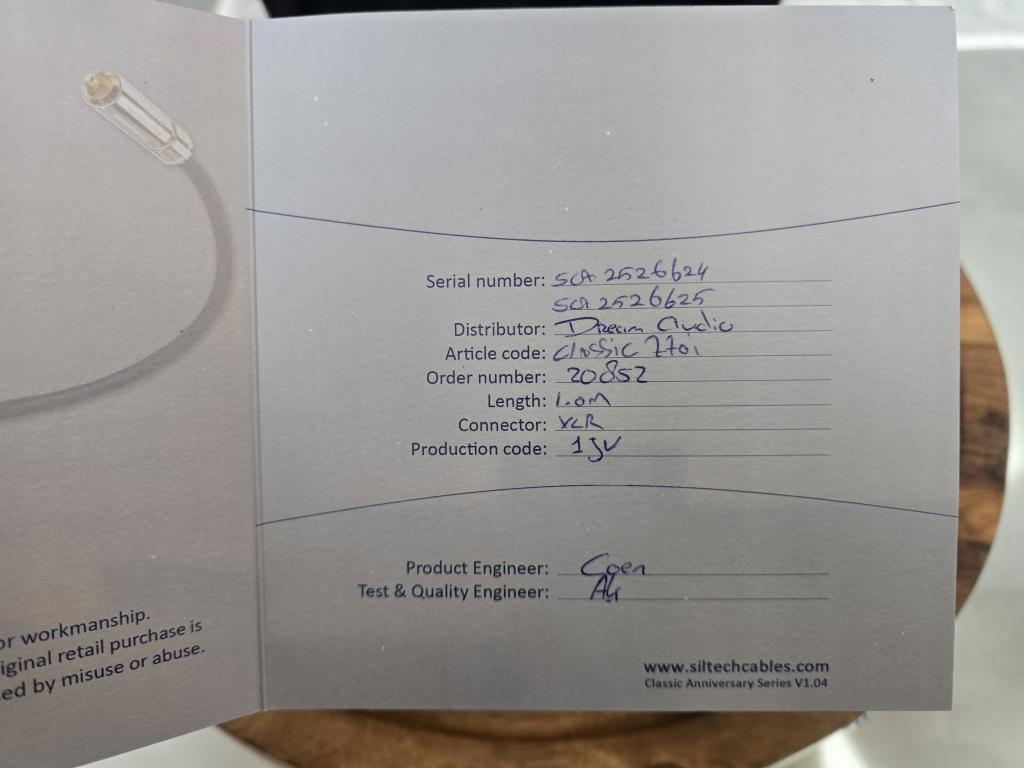 or workmanship.
iginal retail purchase is
ed by misuse or abuse.
Serial number: SCA 2526624
SCA 2526625
Distributor: Dream Audio
Article code: Classic 770i
Order number: 20852
Length: 1.0M
Connector: XLR
Production code: 1JV
Product Engineer: Coen
Test & Quality Engineer:
www.siltechcables.com
Classic Anniversary Series V1.04